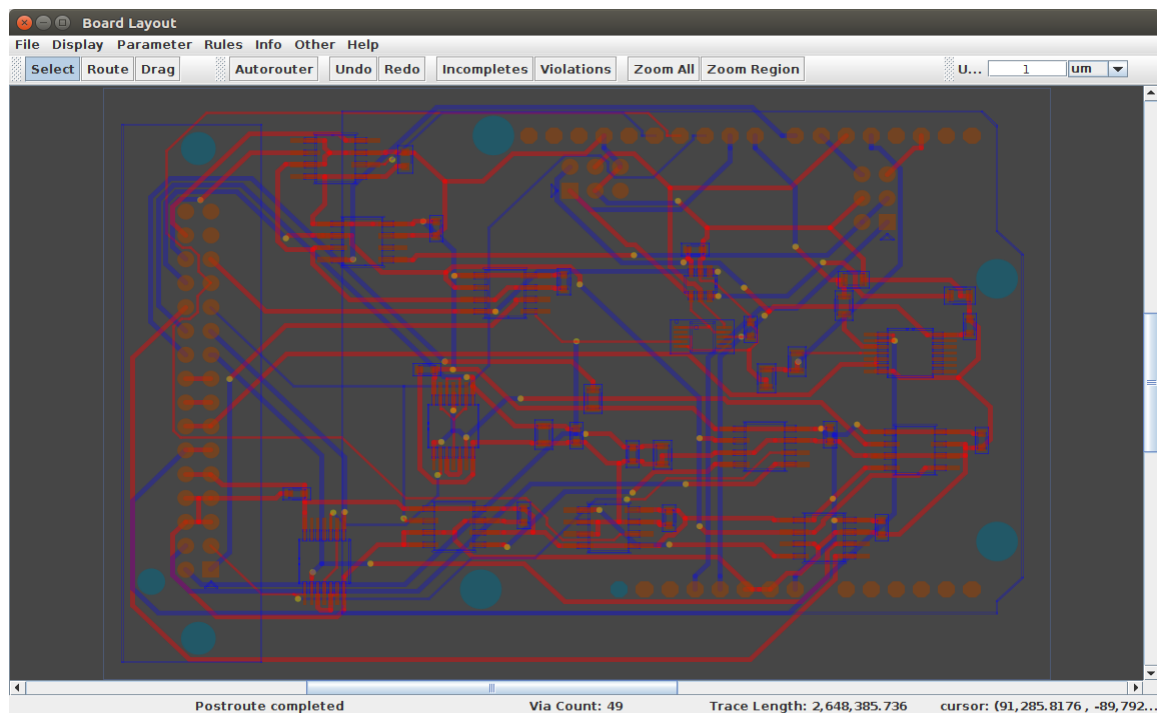 Board Layout
File Display Parameter Rules Info Other Help
Select Route Drag Autorouter Undo Redo Incompletes Violations Zoom All Zoom Region U... 1 um
Postroute completed Via Count: 49 Trace Length: 2,648,385.736 cursor: (91,285.8176 , -89,792...